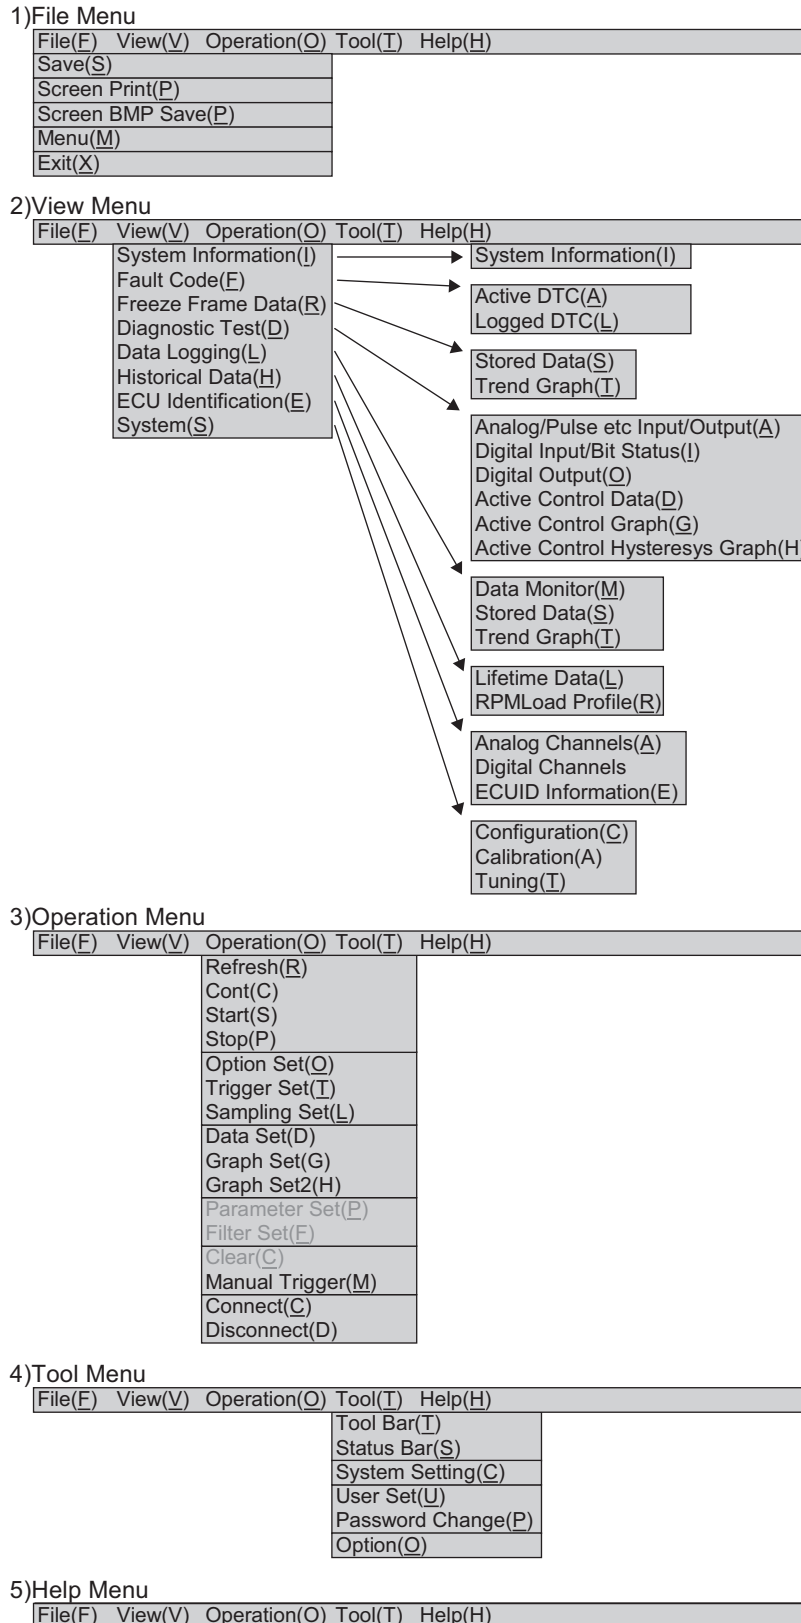 1)File Menu
File(F) View(V) Operation(O) Tool(T) Help(H)
Save(S)
Screen Print(P)
Screen BMP Save(P)
Menu(M)
Exit(X)
2)View Menu
File(F) View(V) Operation(O) Tool(T) Help(H)
System Information(I)
Fault Code(F)
Freeze Frame Data(R)
Diagnostic Test(D)
Data Logging(L)
Historical Data(H)
ECU Identification(E)
System(S)
System Information(I)
Active DTC(A)
Logged DTC(L)
Stored Data(S)
Trend Graph(T)
Analog/Pulse etc Input/Output(A)
Digital Input/Bit Status(I)
Digital Output(O)
Active Control Data(D)
Active Control Graph(G)
Active Control Hysteresys Graph(H)
Data Monitor(M)
Stored Data(S)
Trend Graph(T)
Lifetime Data(L)
RPMLoad Profile(R)
Analog Channels(A)
Digital Channels
ECUID Information(E)
Configuration(C)
Calibration(A)
Tuning(T)
3)Operation Menu
File(F) View(V) Operation(O) Tool(T) Help(H)
Refresh(R)
Cont(C)
Start(S)
Stop(P)
Option Set(O)
Trigger Set(T)
Sampling Set(L)
Data Set(D)
Graph Set(G)
Graph Set2(H)
Parameter Set(P)
Filter Set(F)
Clear(C)
Manual Trigger(M)
Connect(C)
Disconnect(D)
4)Tool Menu
File(F) View(V) Operation(O) Tool(T) Help(H)
Tool Bar(T)
Status Bar(S)
System Setting(C)
User Set(U)
Password Change(P)
Option(O)
5)Help Menu
File(F) View(V) Operation(O) Tool(T) Help(H)